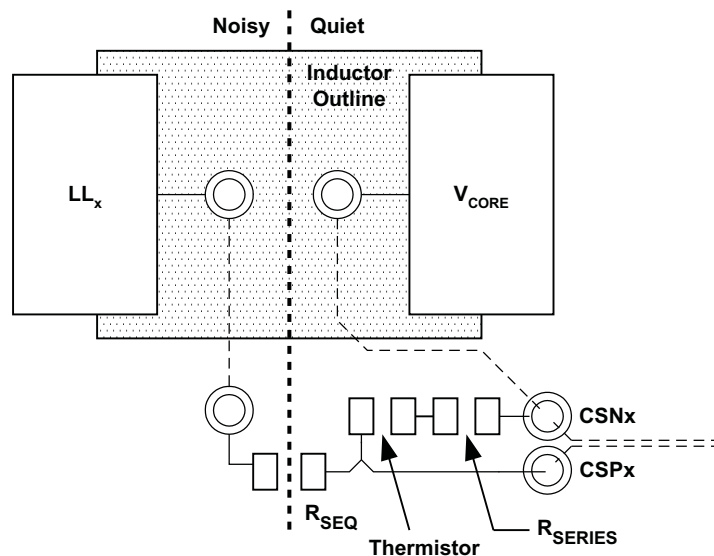 Noisy Quiet
Inductor
Outline
LLx
VCORE
CSNx
CSPx
RSEQ
RSERIES
Thermistor